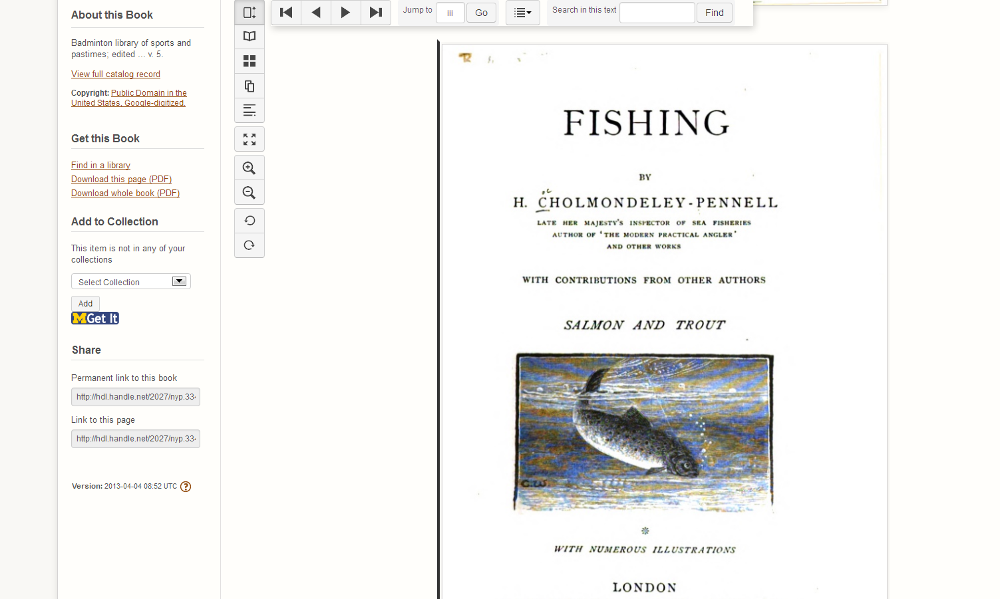 About this Book
Badminton library of sports and
pastimes; edited ... v. 5.
View full catalog record
Copyright: Public Domain in the
United States, Google-digitized.
Get this Book
Find in a library
Download this page (PDF)
Download whole book (PDF)
Add to Collection
This item is not in any of your
collections
Select Collection
Add
MGet It
Share
Permanent link to this book
http://hdl.handle.net/2027/nyp.33
Link to this page
http://hdl.handle.net/2027/nyp.33
Version: 2013-04-04 08:52 UTC ?
Jump to iii Go
Search in this text Find
FISHING
BY
H. CHOLMONDELEY-PENNELL
LATE HER MAJESTY'S INSPECTOR OF SEA FISHERIES
AUTHOR OF 'THE MODERN PRACTICAL ANGLER'
AND OTHER WORKS
WITH CONTRIBUTIONS FROM OTHER AUTHORS
SALMON AND TROUT
C.W
WITH NUMEROUS ILLUSTRATIONS
LONDON